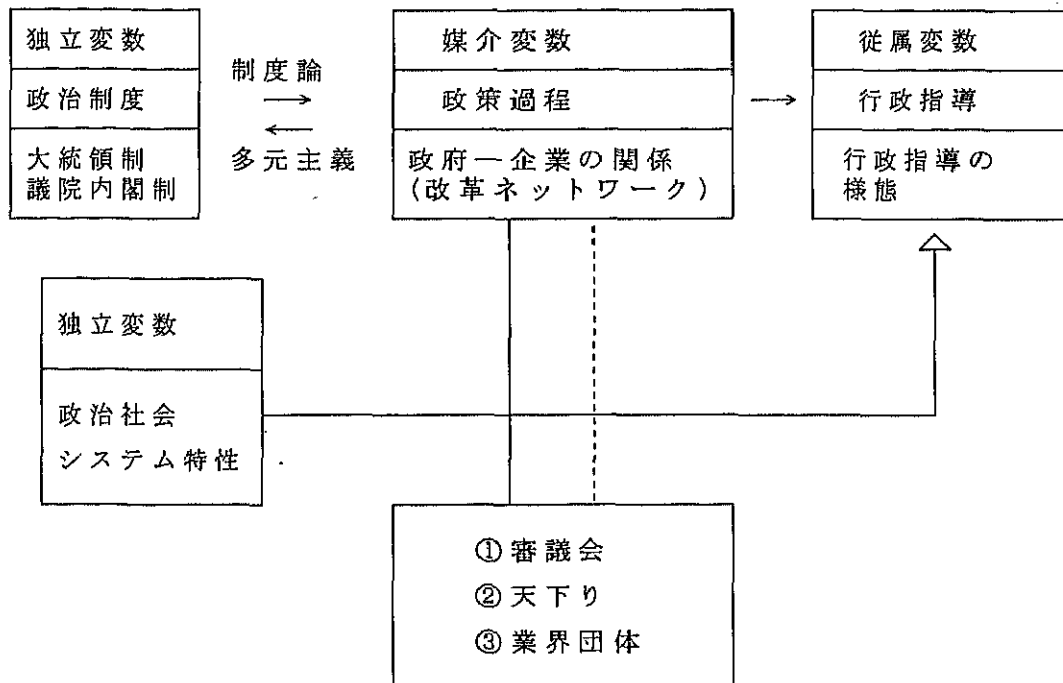 独立変数
政治制度
大統領制
議院内閣制
制度論
→
←
多元主義
媒介変数
政策過程
政府―企業の関係
(改革ネットワーク)
→
従属変数
行政指導
行政指導の
様態
独立変数
政治社会
システム特性
①審議会
②天下り
③業界団体